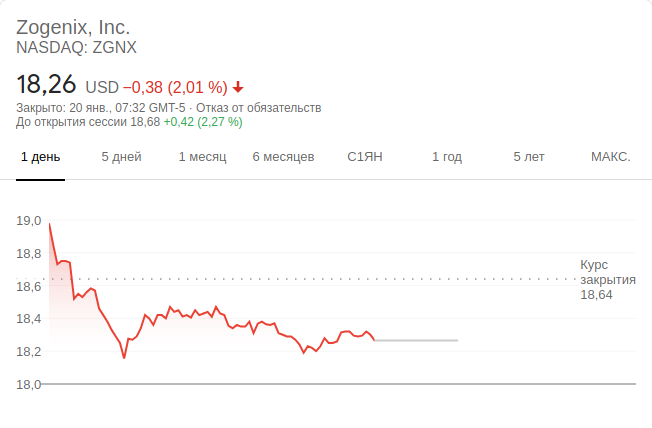 Zogenix, Inc.
NASDAQ: ZGNX
18,26 USD −0,38 (2,01 %)
Закрыто: 20 янв., 07:32 GMT-5 · Отказ от обязательств
До открытия сессии 18,68 +0,42 (2,27 %)
1 день 5 дней 1 месяц 6 месяцев С1ЯН 1 год 5 лет МАКС.
19,0
18,8
18,6
18,4
18,2
18,0
Курс
закрытия
18,64